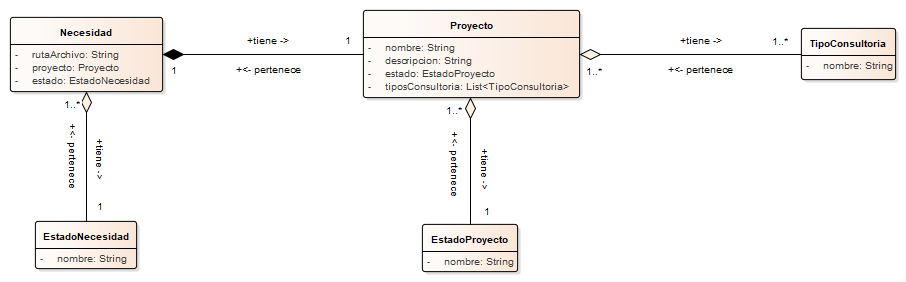 Necesidad
- rutaArchivo: String
- proyecto: Proyecto
- estado: EstadoNecesidad
+tiene ->
1
1
+<- pertenece
Proyecto
- nombre: String
- descripcion: String
- estado: EstadoProyecto
- tiposConsultoria: List<TipoConsultoria>
+tiene ->
1..*
1..*
+<- pertenece
TipoConsultoria
- nombre: String
1..*
+<- pertenece
+tiene ->
1
EstadoNecesidad
- nombre: String
1..*
+<- pertenece
+tiene ->
1
EstadoProyecto
- nombre: String